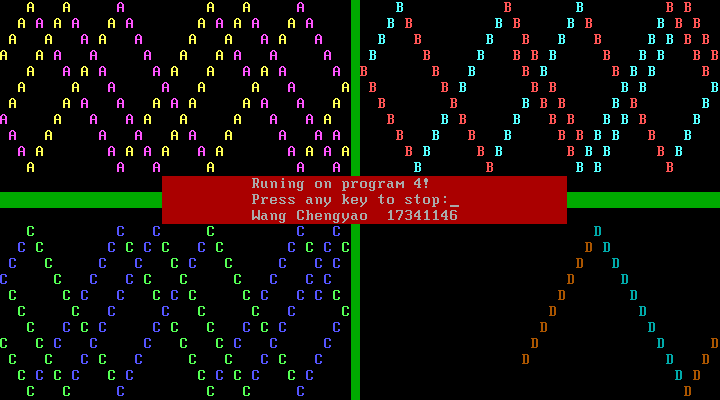 Runing on program 4!
Press any key to stop:_
Wang Chengyao 17341146